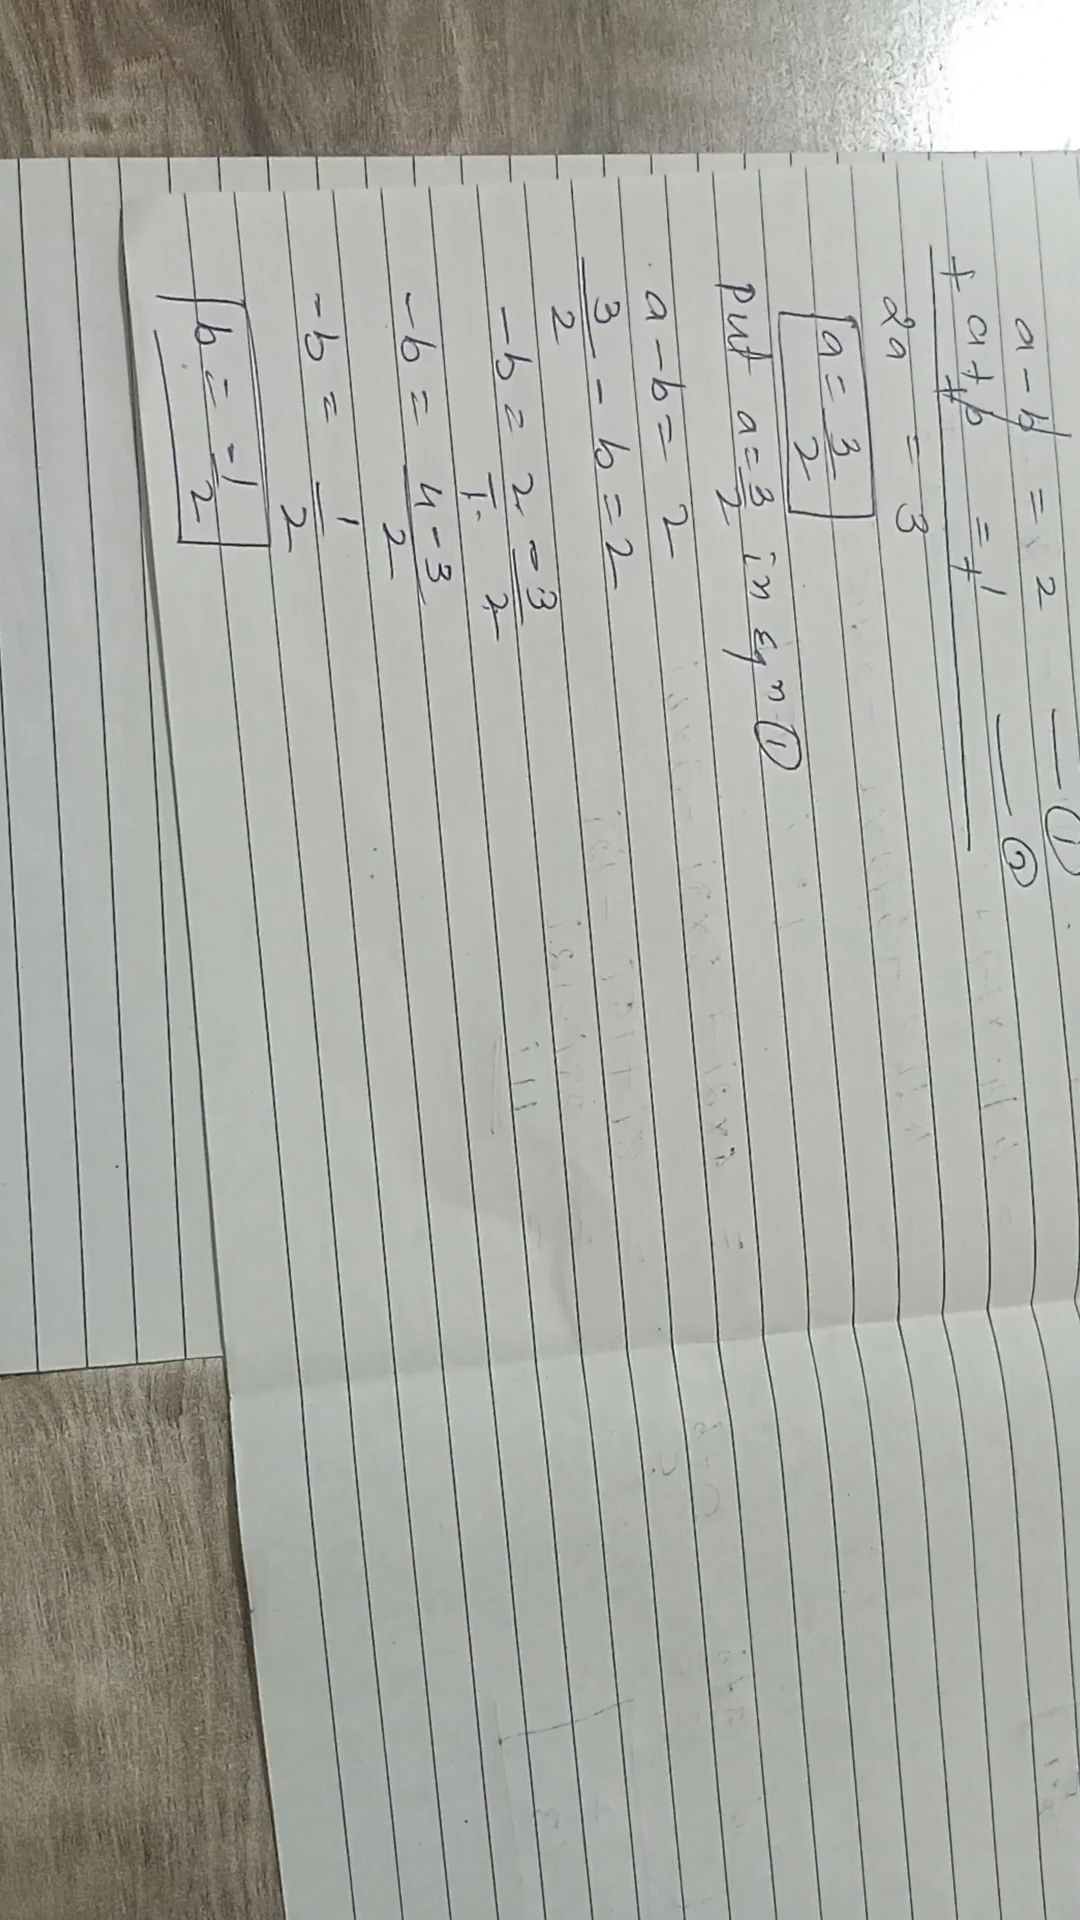 a - b = 2 — ①
+ a + b = 1 — ②
+ + +
2a = 3
a = 3/2
put a = 3/2 in Eqn ①
a - b = 2
3/2 - b = 2
-b = 2/1 - 3/2
-b = 4-3/2
-b = 1/2
b = -1/2